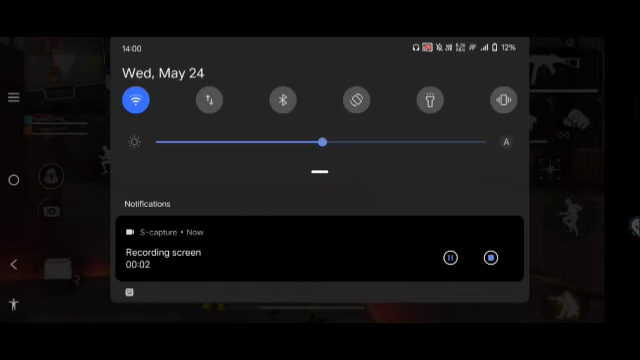 14:00
12%
Wed, May 24
A
Notifications
S-capture • Now
Recording screen
00:02